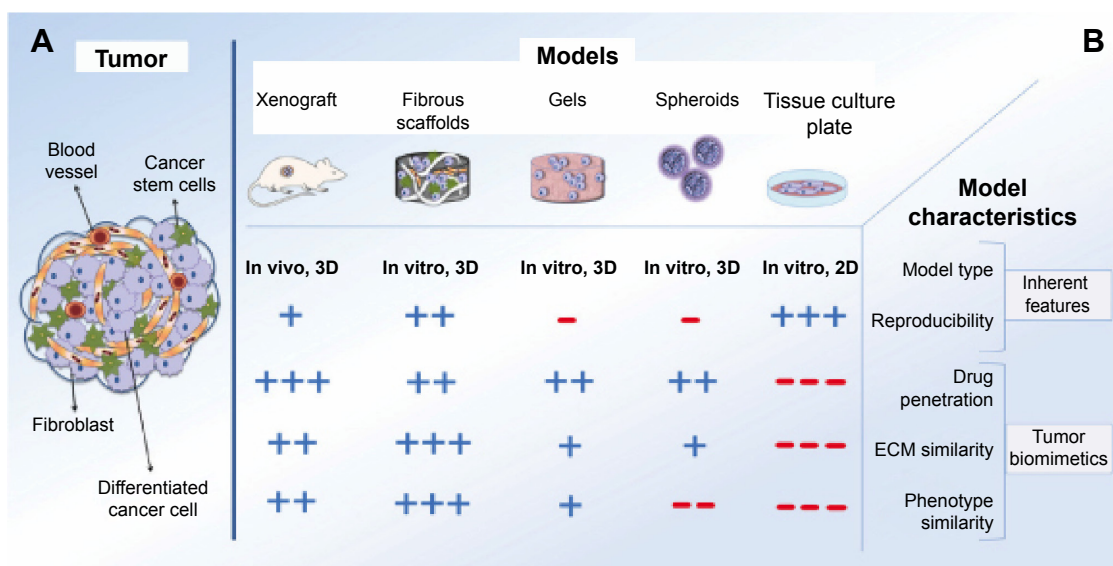 A
B
Tumor
Models
Xenograft
Fibrous
scaffolds
Gels
Spheroids
Tissue culture
plate
Blood
vessel
Cancer
stem cells
Fibroblast
Differentiated
cancer cell
Model
characteristics
In vivo, 3D
In vitro, 3D
In vitro, 3D
In vitro, 3D
In vitro, 2D
Model type
Inherent
features
+
++
−
−
+++
Reproducibility
+++
++
++
++
−−−
Drug
penetration
++
+++
+
+
−−−
ECM similarity
Tumor
biomimetics
++
+++
+
−−
−−−
Phenotype
similarity